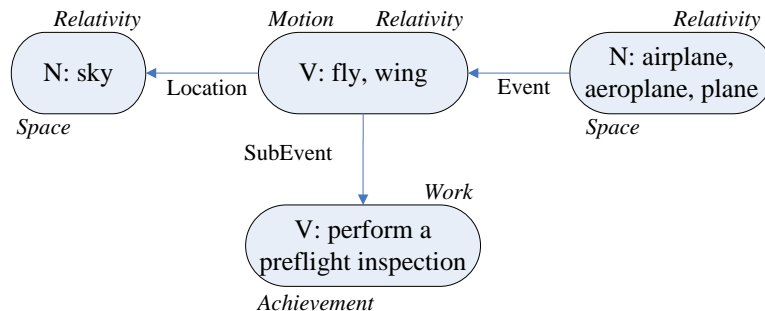 Relativity
Motion
Relativity
Relativity
N: sky
Location
V: fly, wing
Event
N: airplane,
aeroplane, plane
Space
Space
SubEvent
Work
V: perform a
preflight inspection
Achievement